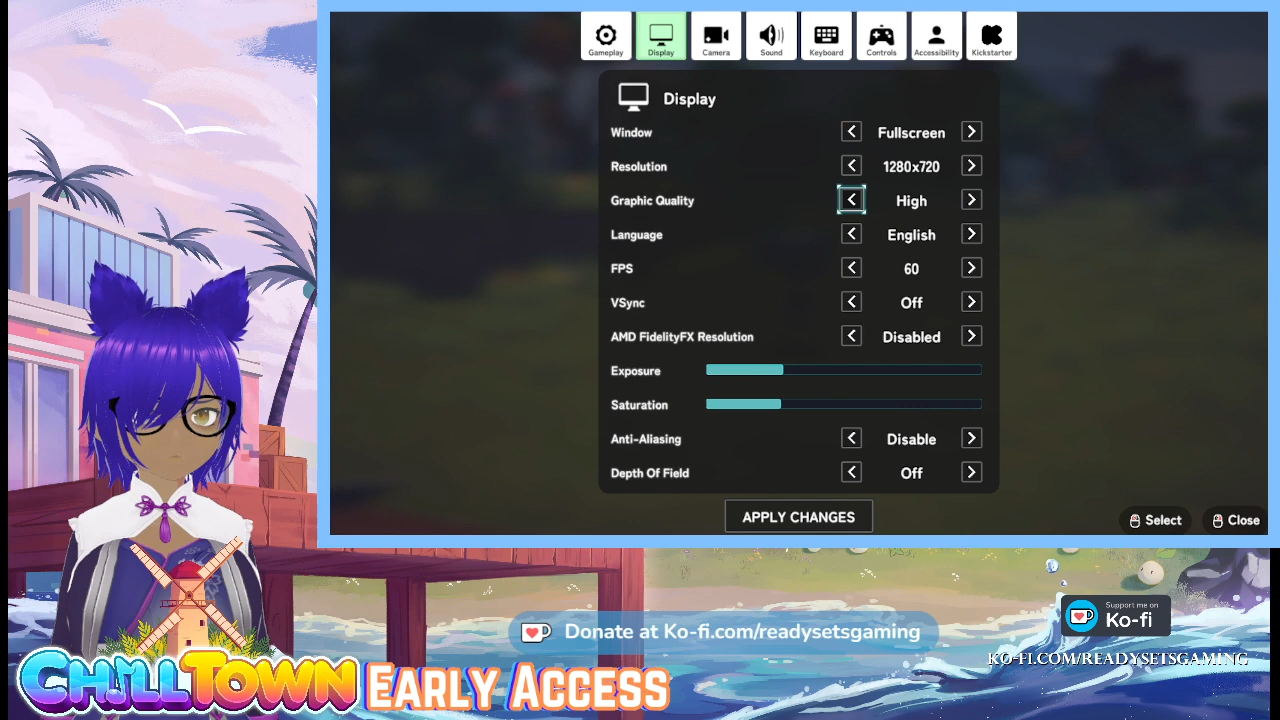 Gameplay
Display
Camera
Sound
Keyboard
Controls
Accessibility
Kickstarter
Display
Window Fullscreen
Resolution 1280x720
Graphic Quality High
Language English
FPS 60
VSync Off
AMD FidelityFX Resolution Disabled
Exposure
Saturation
Anti-Aliasing Disable
Depth Of Field Off
APPLY CHANGES
Select
Close
Support me on
Ko-fi
Donate at Ko-fi.com/readysetsgaming
KO-FI.COM/READYSETSGAMING
CHILLTOWN EARLY ACCESS